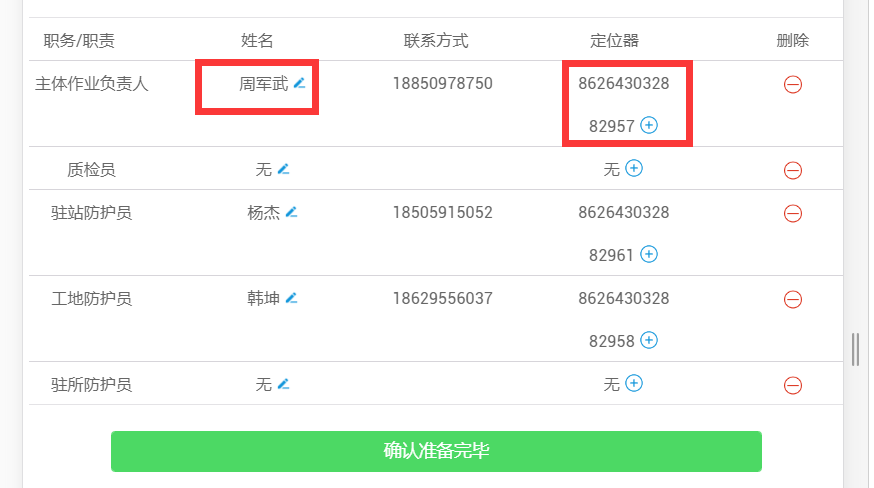 职务/职责 姓名 联系方式 定位器 删除
主体作业负责人 周军武 18850978750 8626430328
82957
质检员 无 无
驻站防护员 杨杰 18505915052 8626430328
82961
工地防护员 韩坤 18629556037 8626430328
82958
驻所防护员 无 无
确认准备完毕